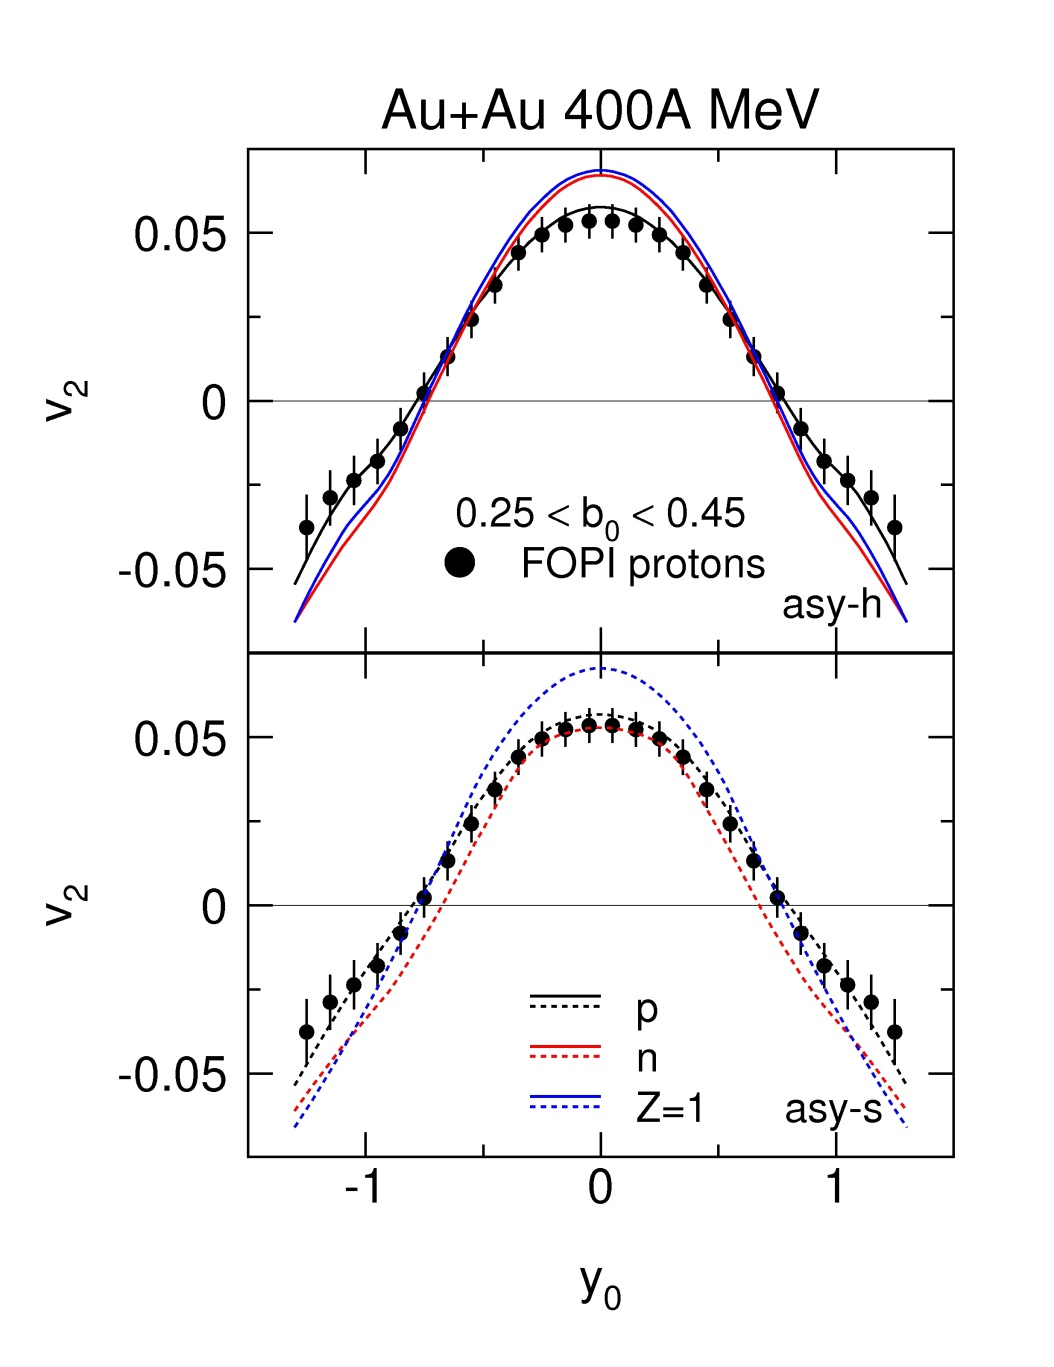 Au+Au 400A MeV
0.05
0
-0.05
v2
0.25 < b0 < 0.45
FOPI protons
asy-h
0.05
0
-0.05
v2
p
n
Z=1
asy-s
-1 0 1
y0